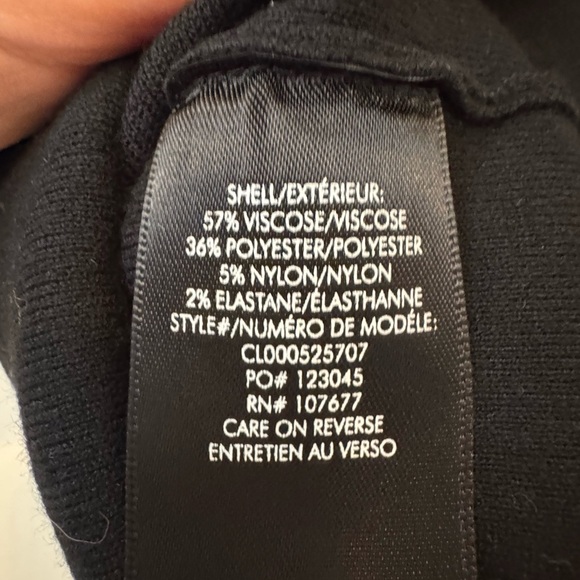 SHELL/EXTÉRIEUR:
57% VISCOSE/VISCOSE
36% POLYESTER/POLYESTER
5% NYLON/NYLON
2% ELASTANE/ÉLASTHANNE
STYLE#/NUMÉRO DE MODÉLE:
CL000525707
PO# 123045
RN# 107677
CARE ON REVERSE
ENTRETIEN AU VERSO